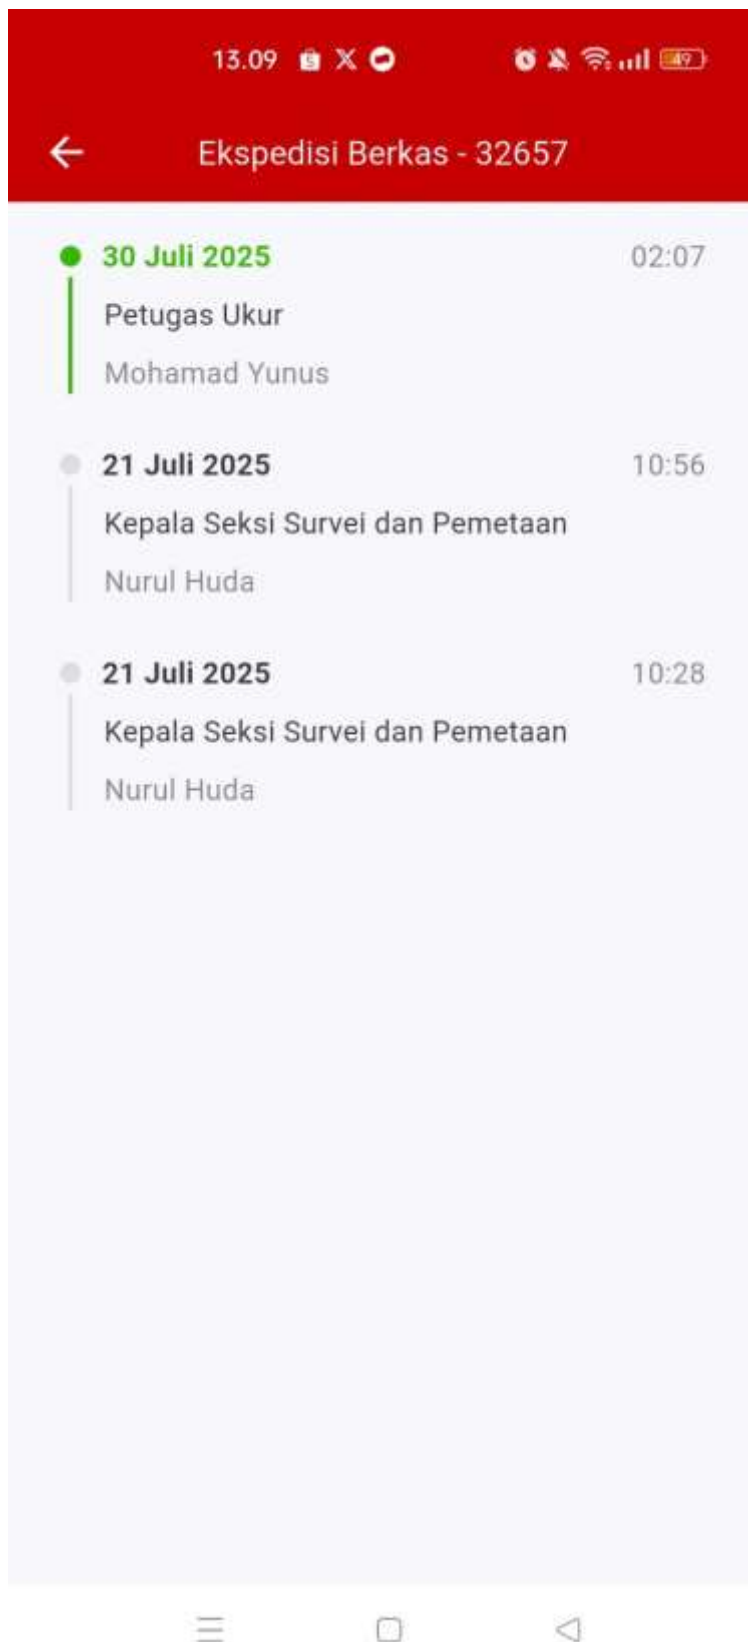 13.09
49
Ekspedisi Berkas - 32657
30 Juli 2025 02:07
Petugas Ukur
Mohamad Yunus
21 Juli 2025 10:56
Kepala Seksi Survei dan Pemetaan
Nurul Huda
21 Juli 2025 10:28
Kepala Seksi Survei dan Pemetaan
Nurul Huda